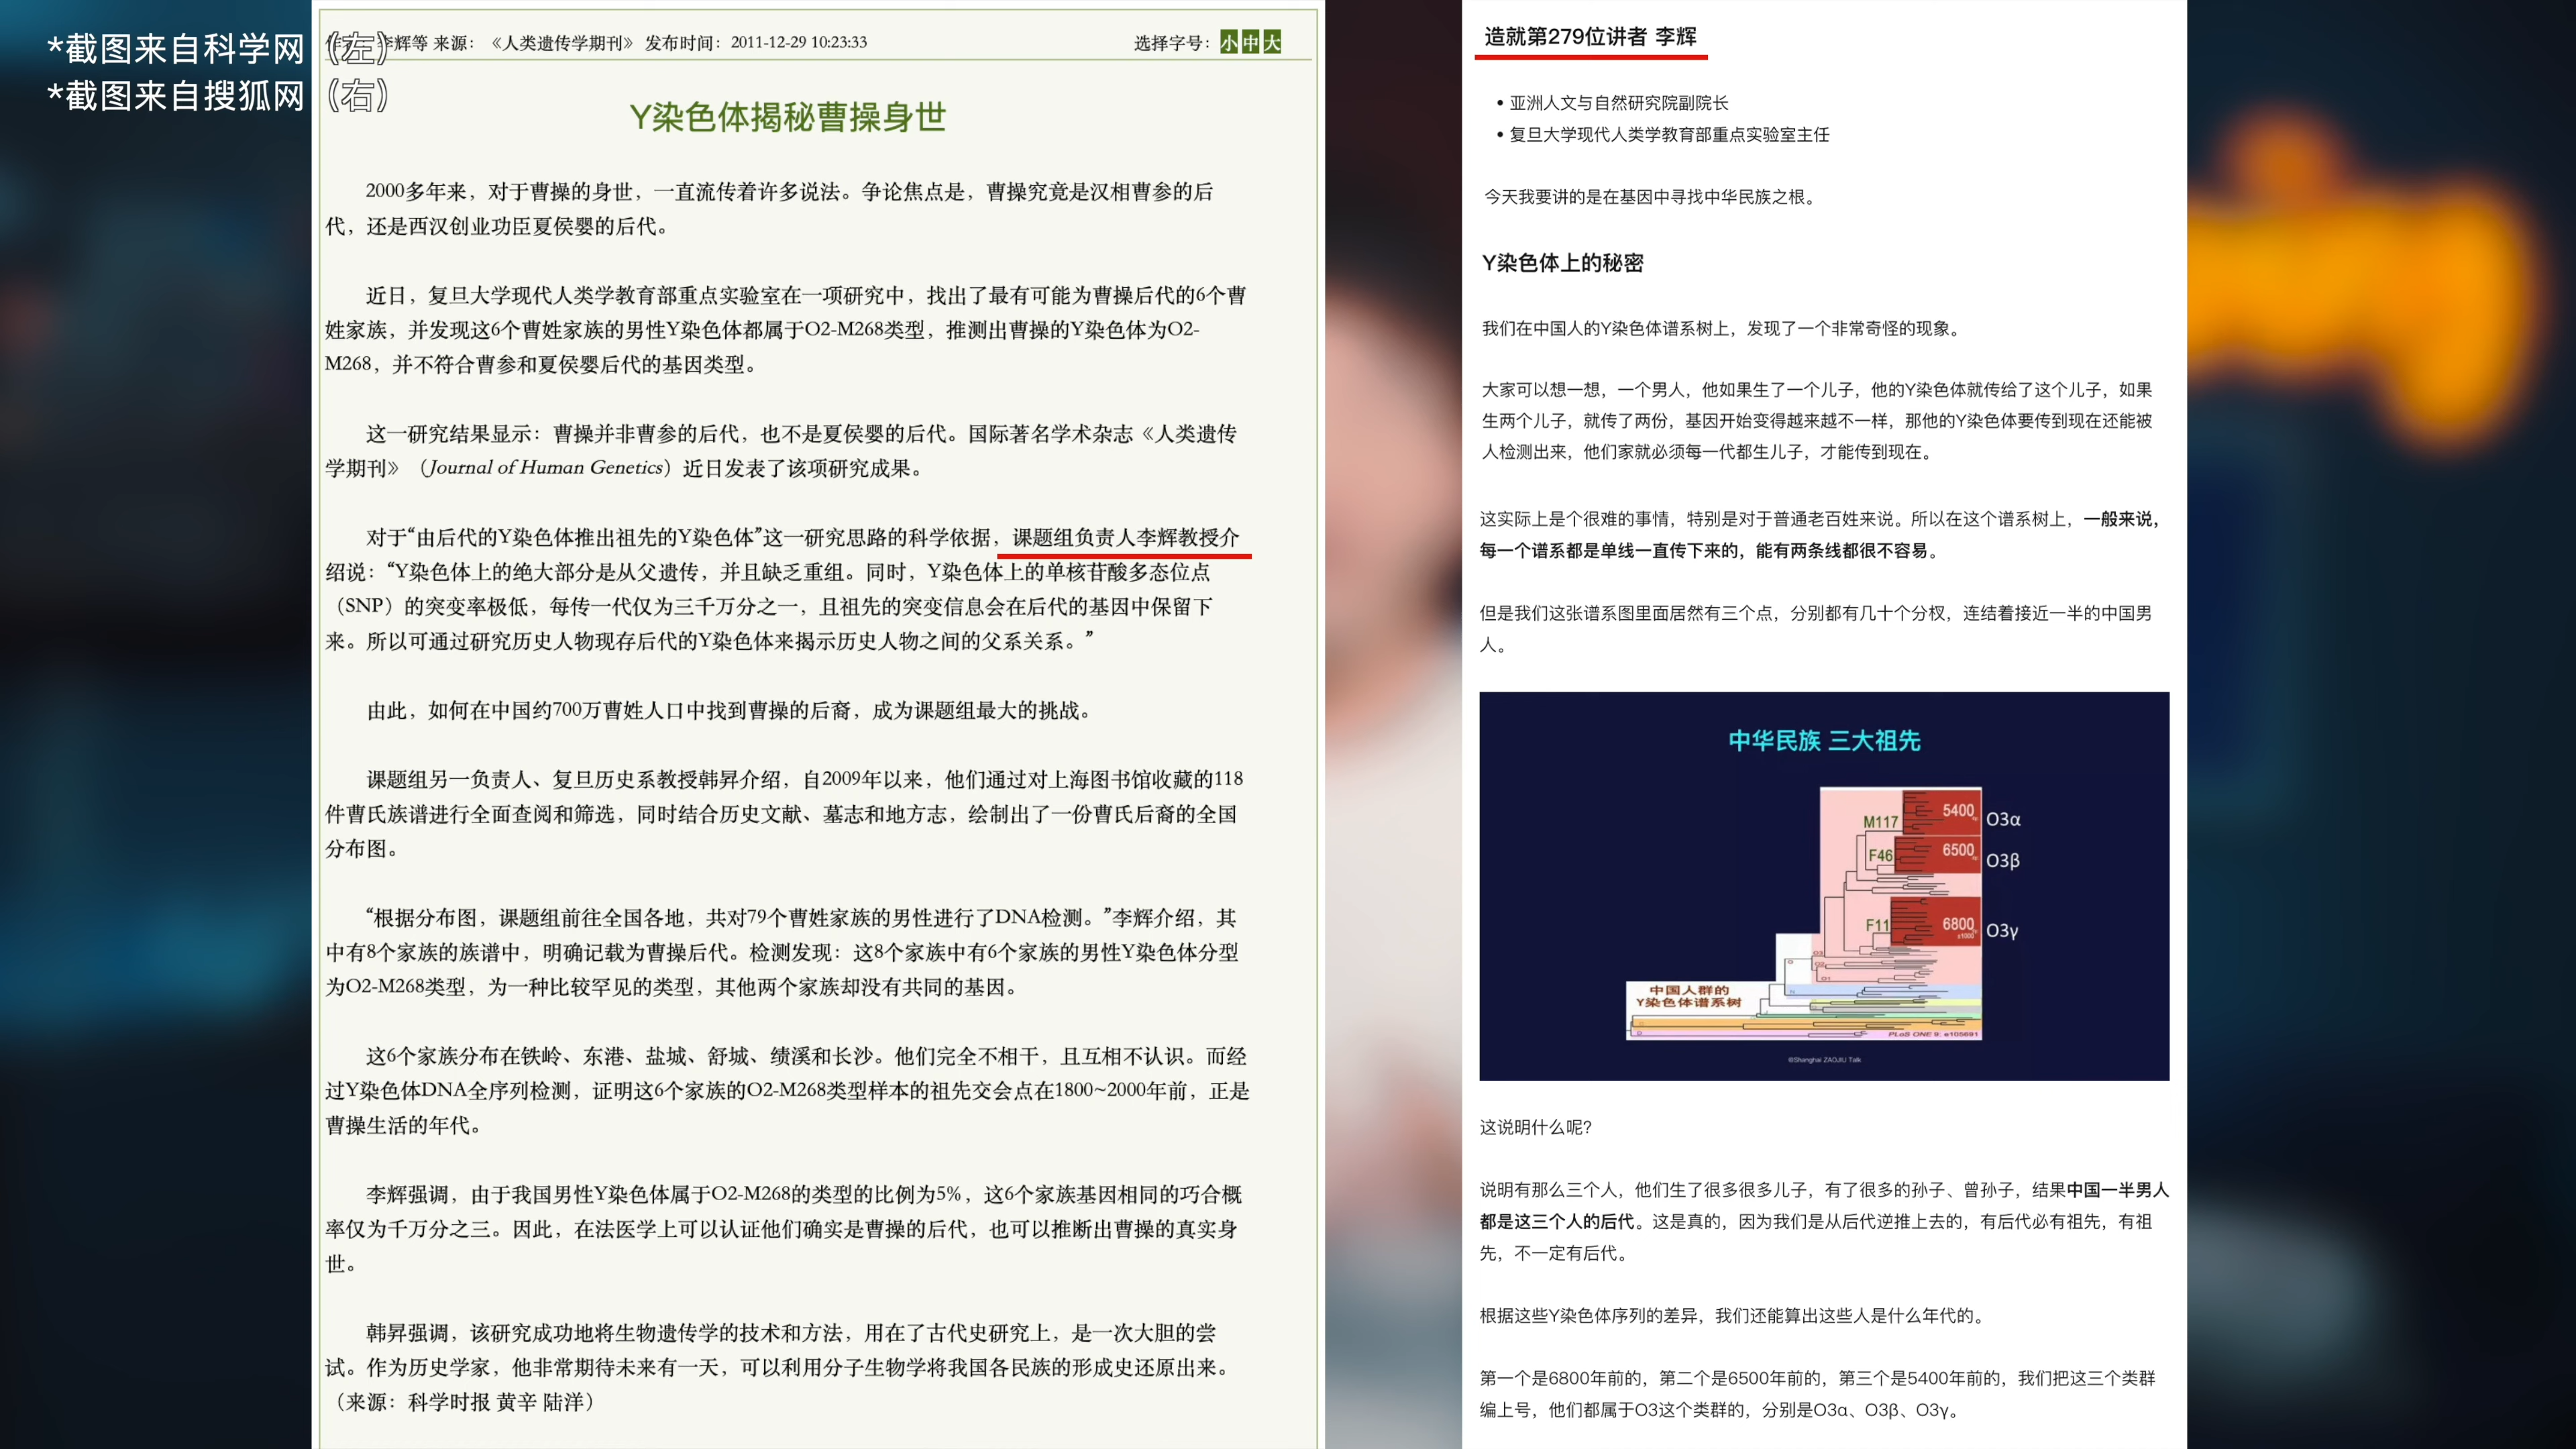 *截图来自科学网（左）
*截图来自搜狐网（右）
李辉等 来源：《人类遗传学期刊》 发布时间：2011-12-29 10:23:33
选择字号：小 中 大
Y染色体揭秘曹操身世
2000多年来，对于曹操的身世，一直流传着许多说法。争论焦点是，曹操究竟是汉相曹参的后
代，还是西汉创业功臣夏侯婴的后代。
近日，复旦大学现代人类学教育部重点实验室在一项研究中，找出了最有可能为曹操后代的6个曹
姓家族，并发现这6个曹姓家族的男性Y染色体都属于O2-M268类型，推测出曹操的Y染色体为O2-
M268，并不符合曹参和夏侯婴后代的基因类型。
这一研究结果显示：曹操并非曹参的后代，也不是夏侯婴的后代。国际著名学术杂志《人类遗传
学期刊》（Journal of Human Genetics）近日发表了该项研究成果。
对于“由后代的Y染色体推出祖先的Y染色体”这一研究思路的科学依据，课题组负责人李辉教授介
绍说：“Y染色体上的绝大部分是从父遗传，并且缺乏重组。同时，Y染色体上的单核苷酸多态位点
（SNP）的突变率极低，每传一代仅为三千万分之一，且祖先的突变信息会在后代的基因中保留下
来。所以可通过研究历史人物现存后代的Y染色体来揭示历史人物之间的父系关系。”
由此，如何在中国约700万曹姓人口中找到曹操的后裔，成为课题组最大的挑战。
课题组另一负责人、复旦历史系教授韩昇介绍，自2009年以来，他们通过对上海图书馆收藏的118
件曹氏族谱进行全面查阅和筛选，同时结合历史文献、墓志和地方志，绘制出了一份曹氏后裔的全国
分布图。
“根据分布图，课题组前往全国各地，共对79个曹姓家族的男性进行了DNA检测。”李辉介绍，其
中有8个家族的族谱中，明确记载为曹操后代。检测发现：这8个家族中有6个家族的男性Y染色体分型
为O2-M268类型，为一种比较罕见的类型，其他两个家族却没有共同的基因。
这6个家族分布在铁岭、东港、盐城、舒城、绩溪和长沙。他们完全不相干，且互相不认识。而经
过Y染色体DNA全序列检测，证明这6个家族的O2-M268类型样本的祖先交会点在1800~2000年前，正是
曹操生活的年代。
李辉强调，由于我国男性Y染色体属于O2-M268的类型的比例为5%，这6个家族基因相同的巧合概
率仅为千万分之三。因此，在法医学上可以认证他们确实是曹操的后代，也可以推断出曹操的真实身
世。
韩昇强调，该研究成功地将生物遗传学的技术和方法，用在了古代史研究上，是一次大胆的尝
试。作为历史学家，他非常期待未来有一天，可以利用分子生物学将我国各民族的形成史还原出来。
（来源：科学时报 黄辛 陆洋）
造就第279位讲者 李辉
• 亚洲人文与自然研究院副院长
• 复旦大学现代人类学教育部重点实验室主任
今天我要讲的是在基因中寻找中华民族之根。
Y染色体上的秘密
我们在中国人的Y染色体谱系树上，发现了一个非常奇怪的现象。
大家可以想一想，一个男人，他如果生了一个儿子，他的Y染色体就传给了这个儿子，如果
生两个儿子，就传了两份，基因开始变得越来越不一样，那他的Y染色体要传到现在还能被
人检测出来，他们家就必须每一代都生儿子，才能传到现在。
这实际上是个很难的事情，特别是对于普通老百姓来说。所以在这个谱系树上，一般来说，
每一个谱系都是单线一直传下来的，能有两条线都很不容易。
但是我们这张谱系图里面居然有三个点，分别都有几十个分杈，连结着接近一半的中国男
人。
中华民族 三大祖先
M117 5400 O3α
F46 6500 O3β
F11 6800 O3γ
中国人群的
Y染色体谱系树
PLoS ONE 9: e105691
©Shanghai ZAOJIU Talk
这说明什么呢?
说明有那么三个人，他们生了很多很多儿子，有了很多的孙子、曾孙子，结果中国一半男人
都是这三个人的后代。这是真的，因为我们是从后代逆推上去的，有后代必有祖先，有祖
先，不一定有后代。
根据这些Y染色体序列的差异，我们还能算出这些人是什么年代的。
第一个是6800年前的，第二个是6500年前的，第三个是5400年前的，我们把这三个类群
编上号，他们都属于O3这个类群的，分别是O3α、O3β、O3γ。